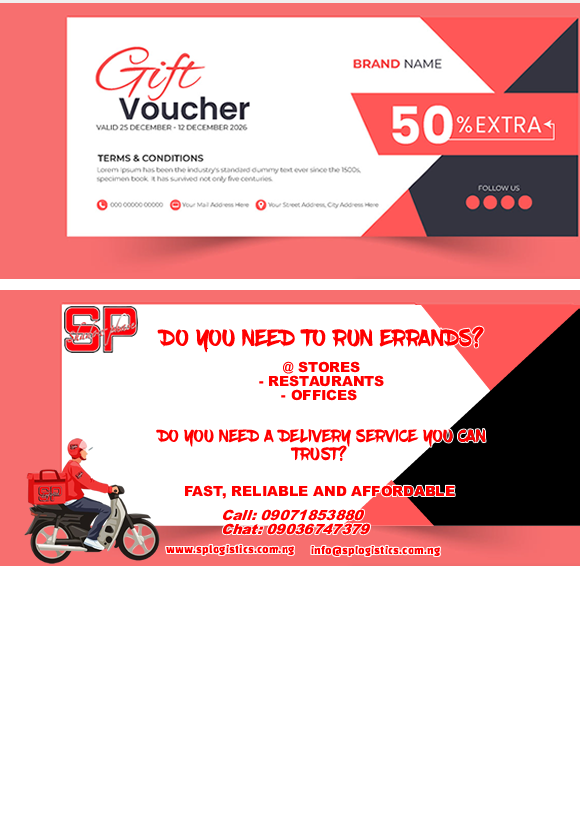 Gift
Voucher
VALID 25 DECEMBER - 12 DECEMBER 2026
BRAND NAME
50% EXTRA
TERMS & CONDITIONS
Lorem Ipsum has been the industry's standard dummy text ever since the 1500s,
specimen book. It has survived not only five centuries.
000 00000 00000 Your Mail Address Here Your Street Address, City Address Here
FOLLOW US
SP
DO YOU NEED TO RUN ERRANDS?
@ STORES
- RESTAURANTS
- OFFICES
DO YOU NEED A DELIVERY SERVICE YOU CAN
TRUST?
SP
FAST, RELIABLE AND AFFORDABLE
Call: 09071853880
Chat: 09036747379
www.splogistics.com.ng info@splogistics.com.ng